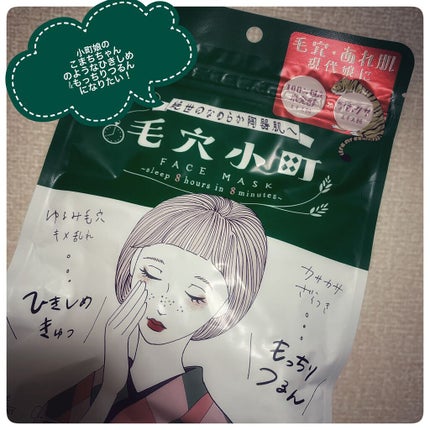 小町娘の
こまちちゃん
のようなひきしめ
&もっちりつるん
になりたい!
毛穴・あれ肌
現代娘に
絶世のなめらか陶器肌へ
毛穴小町
FACE MASK
~sleep 8 hours in 8 minutes~
ゆるみ毛穴
キメ乱れ
ひきしめ
きゅっ
カサカサ
ざらつき
もっちり
つるん